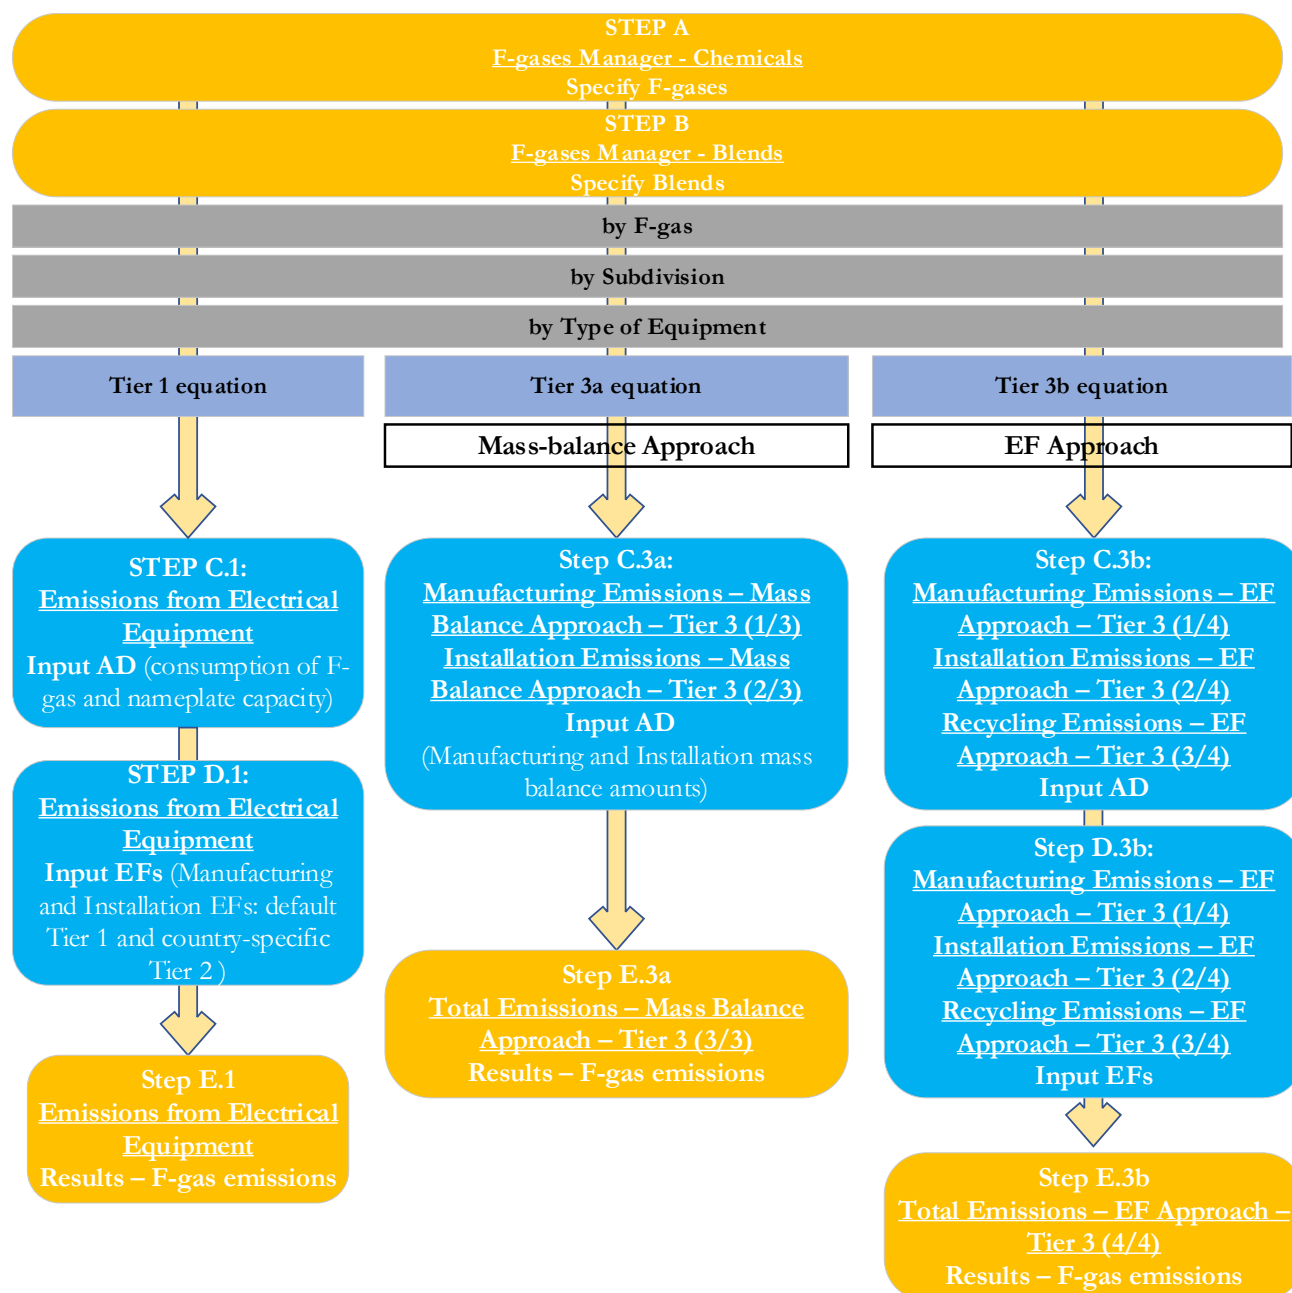 STEP A
F-gases Manager - Chemicals
Specify F-gases
STEP B
F-gases Manager - Blends
Specify Blends
by F-gas
by Subdivision
by Type of Equipment
Tier 1 equation
Tier 3a equation
Tier 3b equation
Mass-balance Approach
EF Approach
STEP C.1:
Emissions from Electrical
Equipment
Input AD (consumption of F-
gas and nameplate capacity)
STEP D.1:
Emissions from Electrical
Equipment
Input EFs (Manufacturing
and Installation EFs: default
Tier 1 and country-specific
Tier 2 )
Step E.1
Emissions from Electrical
Equipment
Results – F-gas emissions
Step C.3a:
Manufacturing Emissions – Mass
Balance Approach – Tier 3 (1/3)
Installation Emissions – Mass
Balance Approach – Tier 3 (2/3)
Input AD
(Manufacturing and Installation mass
balance amounts)
Step E.3a
Total Emissions – Mass Balance
Approach – Tier 3 (3/3)
Results – F-gas emissions
Step C.3b:
Manufacturing Emissions – EF
Approach – Tier 3 (1/4)
Installation Emissions – EF
Approach – Tier 3 (2/4)
Recycling Emissions – EF
Approach – Tier 3 (3/4)
Input AD
Step D.3b:
Manufacturing Emissions – EF
Approach – Tier 3 (1/4)
Installation Emissions – EF
Approach – Tier 3 (2/4)
Recycling Emissions – EF
Approach – Tier 3 (3/4)
Input EFs
Step E.3b
Total Emissions – EF Approach –
Tier 3 (4/4)
Results – F-gas emissions